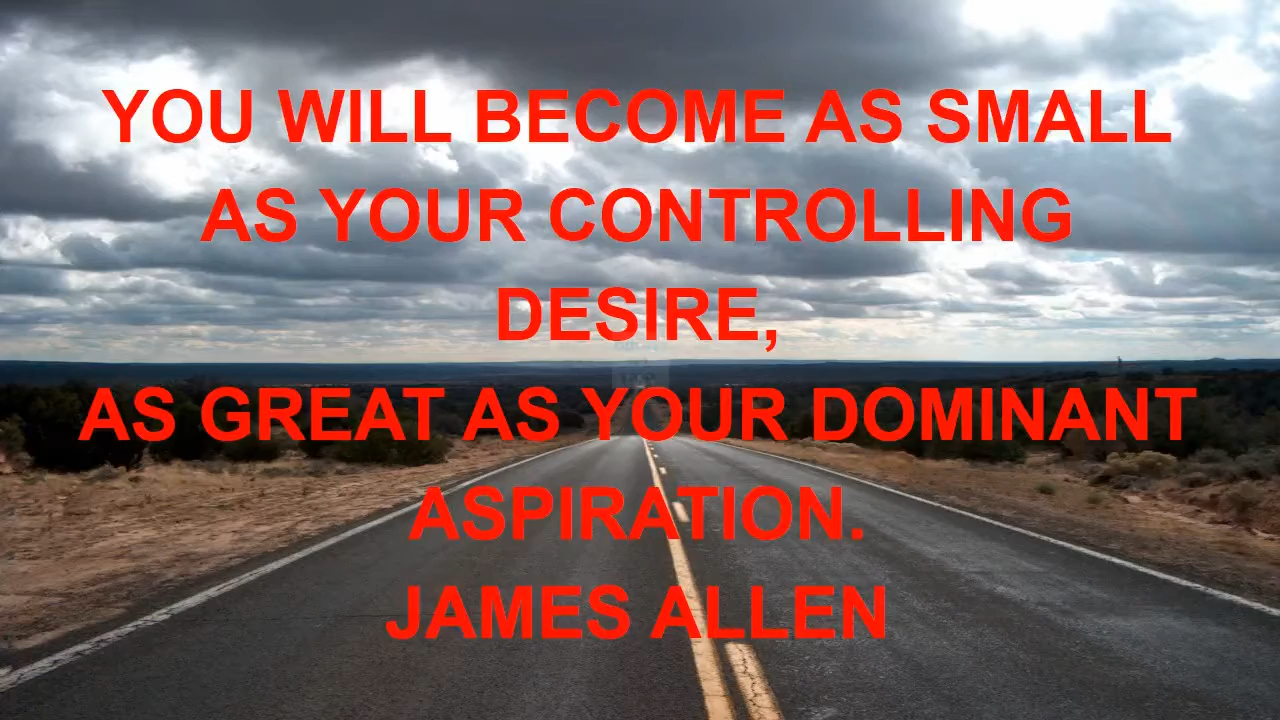 YOU WILL BECOME AS SMALL
AS YOUR CONTROLLING
DESIRE,
AS GREAT AS YOUR DOMINANT
ASPIRATION.
JAMES ALLEN